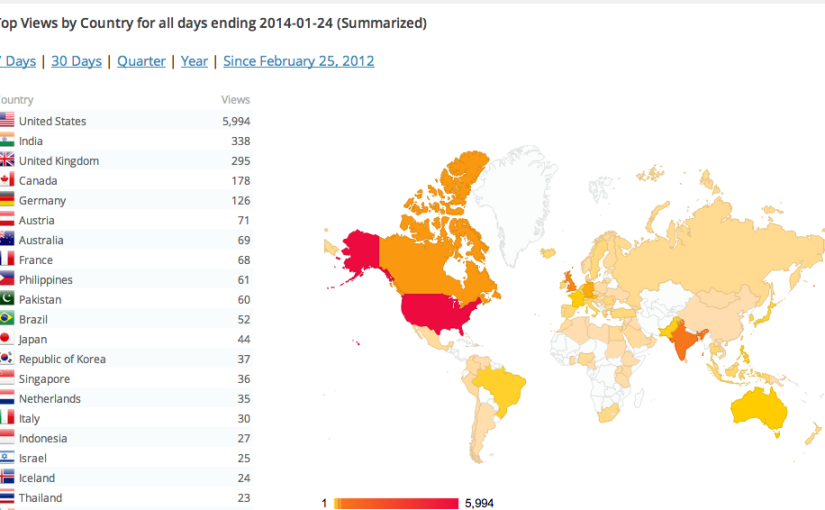 Top Views by Country for all days ending 2014-01-24 (Summarized)
7 Days | 30 Days | Quarter | Year | Since February 25, 2012
Country Views
United States 5,994
India 338
United Kingdom 295
Canada 178
Germany 126
Austria 71
Australia 69
France 68
Philippines 61
Pakistan 60
Brazil 52
Japan 44
Republic of Korea 37
Singapore 36
Netherlands 35
Italy 30
Indonesia 27
Israel 25
Iceland 24
Thailand 23
1 5,994